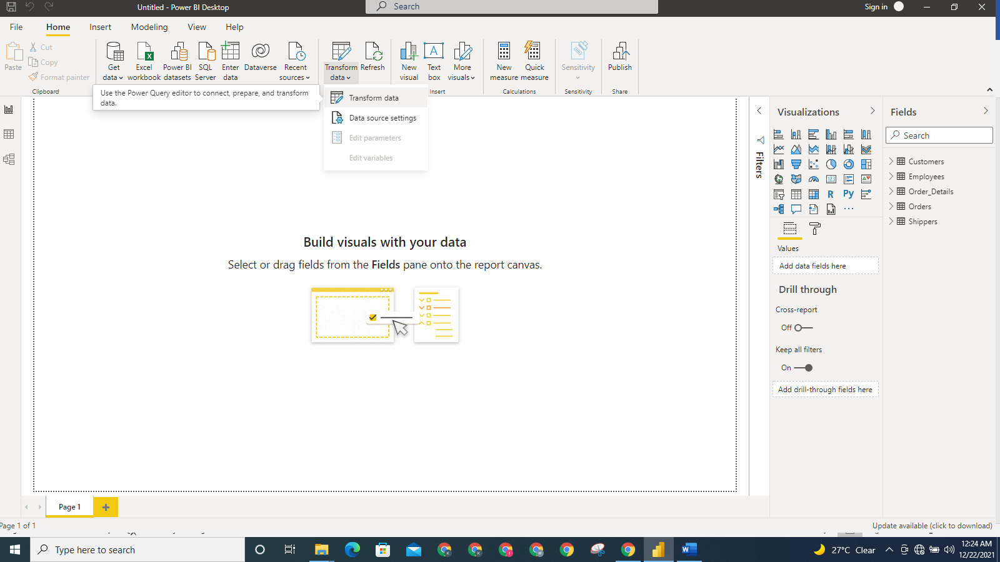 Untitled - Power BI Desktop
Search
Sign in
File Home Insert Modeling View Help
Paste
Cut
Copy
Format painter
Clipboard
Get data
Excel workbook
Power BI datasets
SQL Server
Enter data
Dataverse
Recent sources
Transform data
Refresh
New visual
Text box
More visuals
Insert
New measure
Quick measure
Calculations
Sensitivity
Sensitivity
Publish
Share
Use the Power Query editor to connect, prepare, and transform
data.
Transform data
Data source settings
Edit parameters
Edit variables
Build visuals with your data
Select or drag fields from the Fields pane onto the report canvas.
Filters
Visualizations
123
R
Py
Values
Add data fields here
Drill through
Cross-report
Off
Keep all filters
On
Add drill-through fields here
Fields
Search
Customers
Employees
Order_Details
Orders
Shippers
Page 1
Page 1 of 1
Update available (click to download)
Type here to search
27°C Clear
12:24 AM
12/22/2021